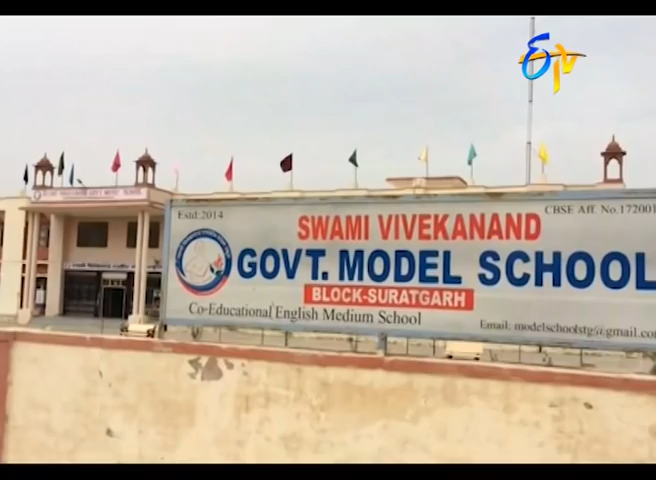 ETV
Estd:2014
CBSE Aff. No.172001
SWAMI VIVEKANAND
GOVT. MODEL SCHOOL
BLOCK-SURATGARH
Co-Educational English Medium School
Email: modelschoolstg@gmail.com